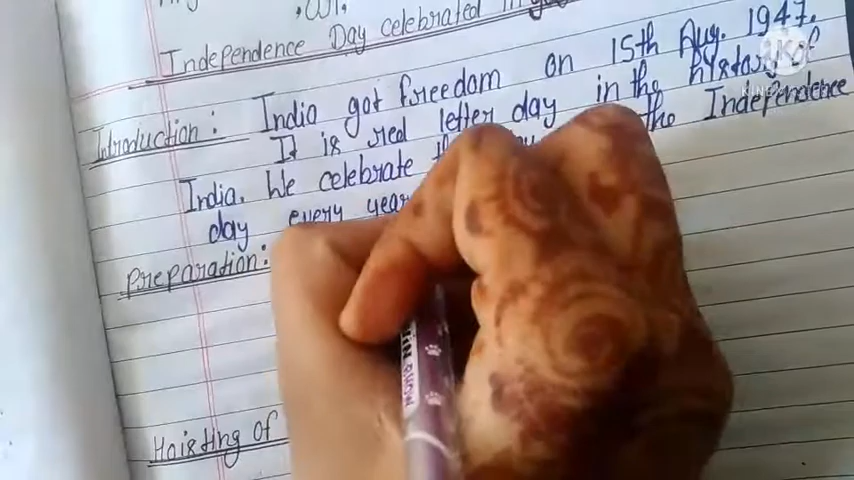 Independence Day celebrated
Introduction: India got freedom on 15th Aug. 1947.
It is red letter day in the history of
India. We celebrate the Independence
day every year
Preparation:
Hoisting of